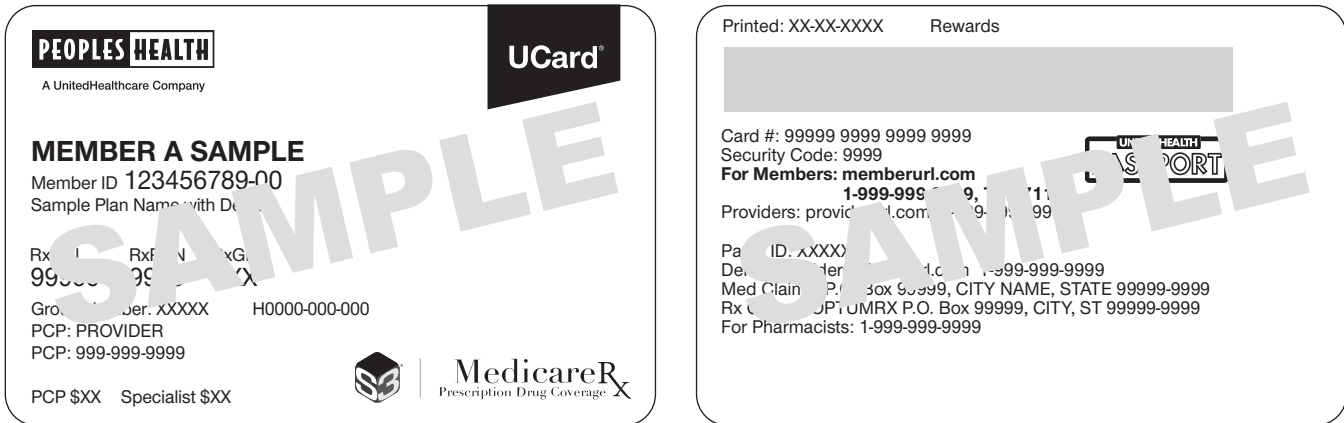 PEOPLES HEALTH
A UnitedHealthcare Company
UCard®
MEMBER A SAMPLE
Member ID 123456789-00
Sample Plan Name with
SAMPLE
H0000-000-000
PCP: PROVIDER
PCP: 999-999-9999
PCP $XX Specialist $XX
S3
MedicareRx
Prescription Drug Coverage
Printed: XX-XX-XXXX Rewards
Card #: 99999 9999 9999 9999
Security Code: 9999
For Members: memberurl.com
Providers:
1-999-999-9999
Med P.O. Box 99999, CITY NAME, STATE 99999-9999
Rx OPTUMRX P.O. Box 99999, CITY, ST 99999-9999
For Pharmacists: 1-999-999-9999
SAMPLE